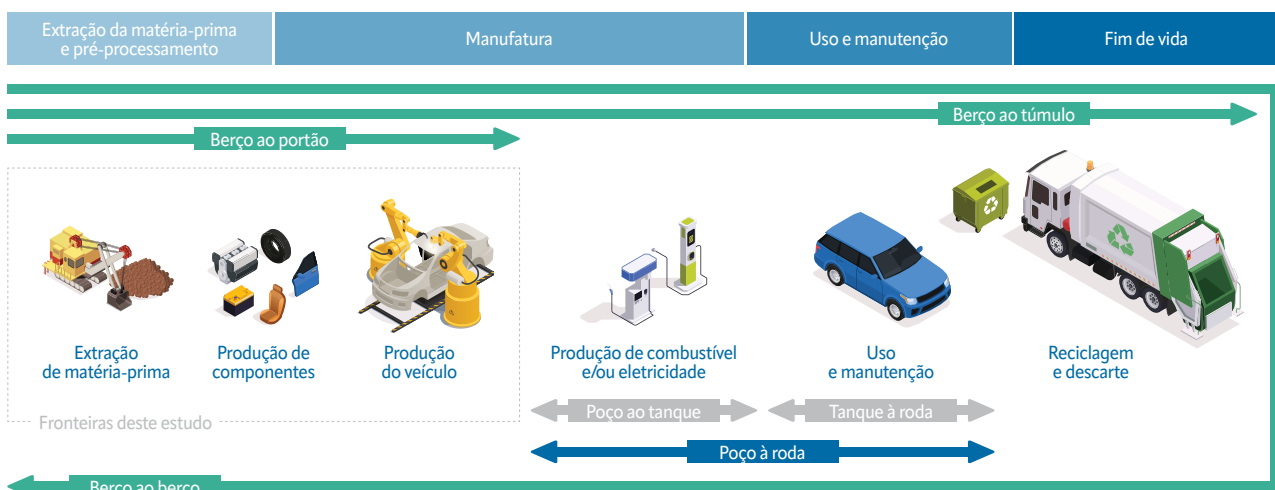 Extração da matéria-prima
e pré-processamento
Manufatura
Uso e manutenção
Fim de vida
Berço ao túmulo
Berço ao portão
Extração
de matéria-prima
Produção de
componentes
Produção
do veículo
Produção de combustível
e/ou eletricidade
Uso
e manutenção
Reciclagem
e descarte
Poço ao tanque
Tanque à roda
Fronteiras deste estudo
Poço à roda
Berço ao berço